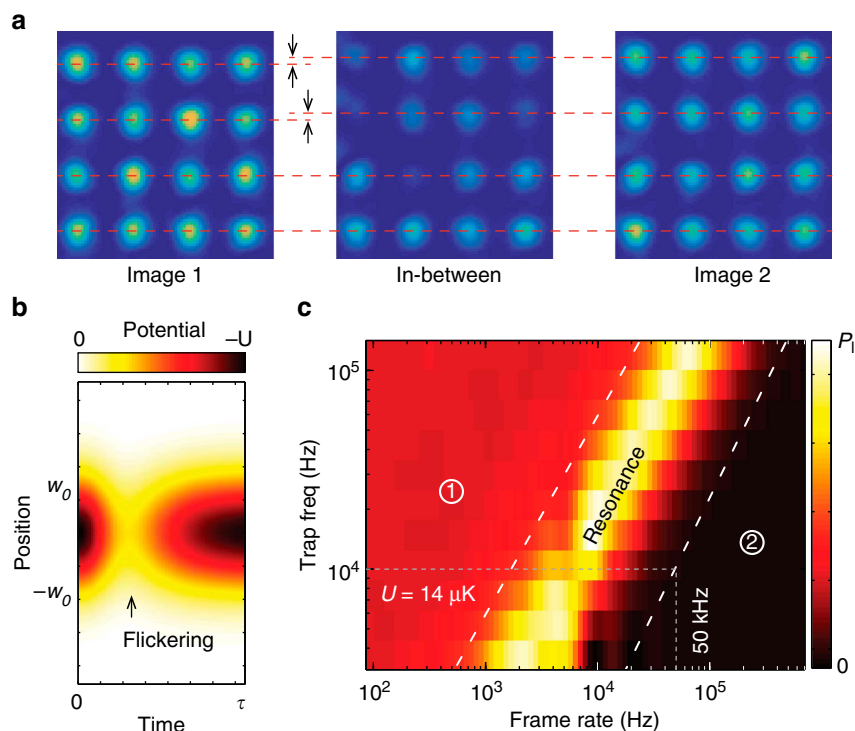 a
Image 1
In-between
Image 2
b
Potential
0
–U
Position
w0
–w0
Flickering
0
τ
Time
c
Trap freq (Hz)
10^5
10^4
①
Resonance
②
U = 14 μK
50 kHz
10^2
10^3
10^4
10^5
Frame rate (Hz)
Pl
0